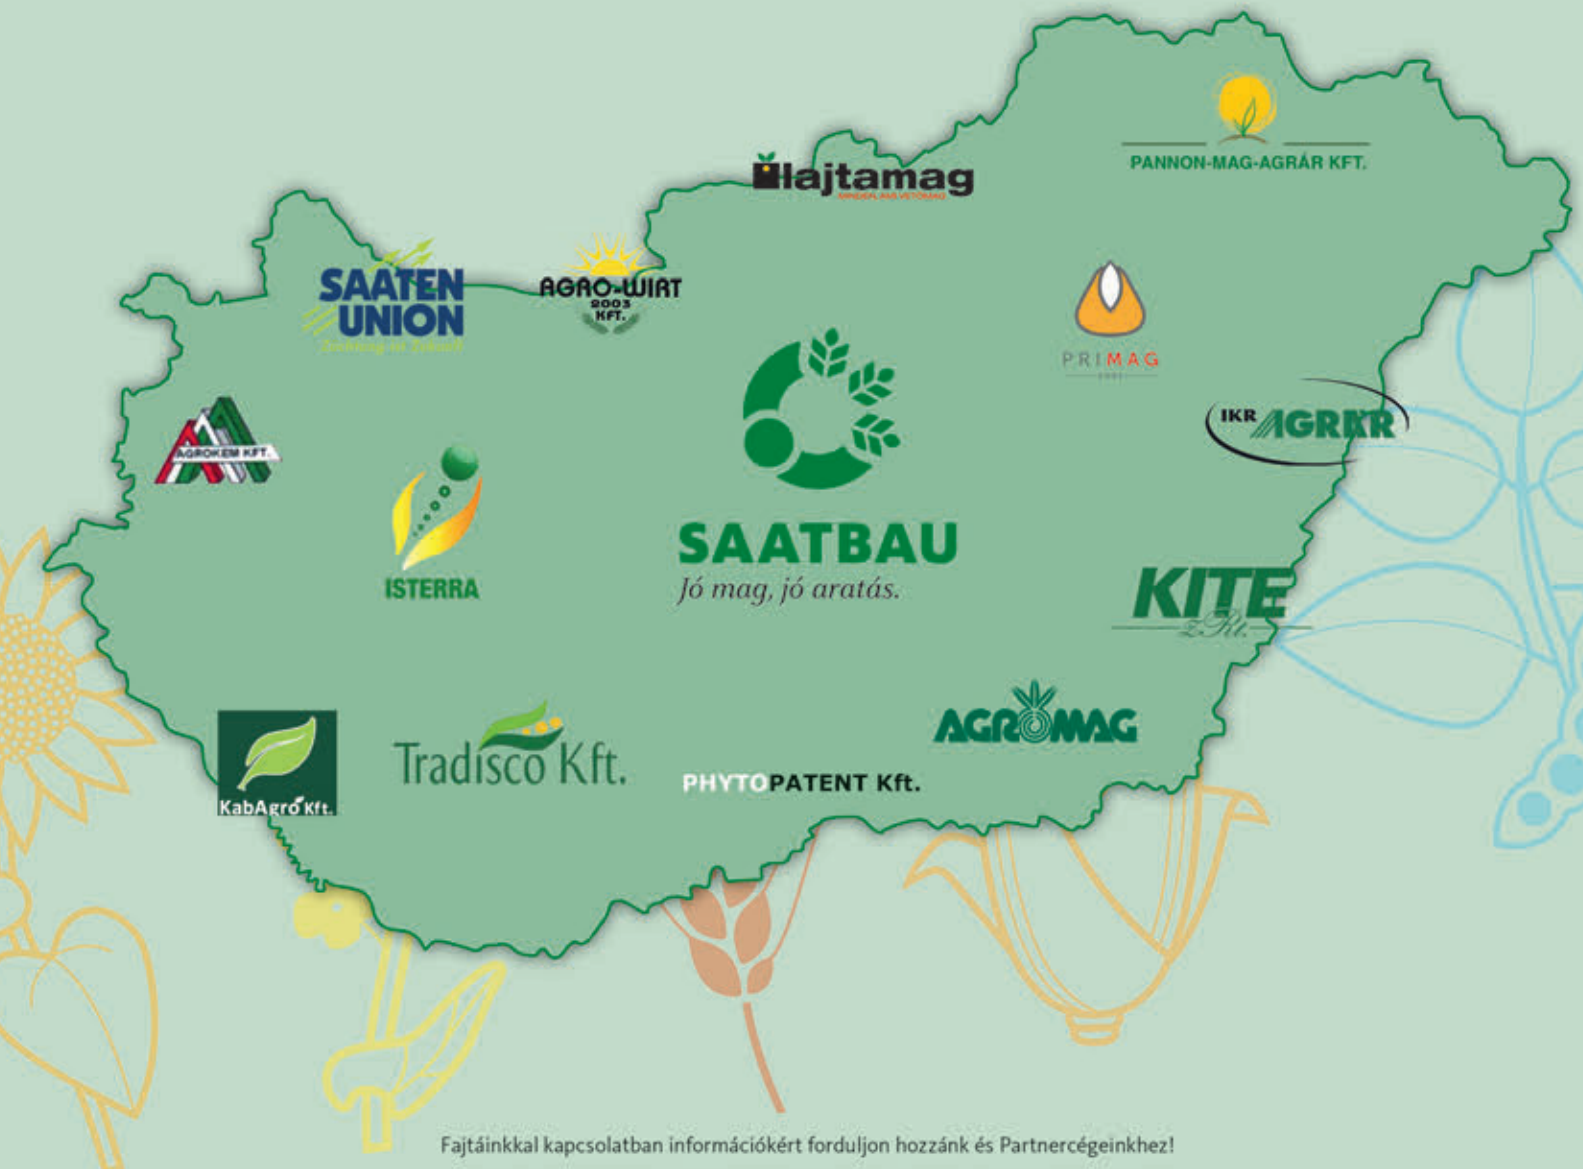 PANNON-MAG-AGRÁR KFT.
lajtamag
SAATEN
UNION
AGRO-WIRT
2003
KFT.
PRIMAG
IKR AGRÁR
AGROKEM KFT.
ISTERRA
SAATBAU
Jó mag, jó aratás.
KITE
zRt.
AGROMAG
KabAgro Kft.
Tradisco Kft.
PHYTOPATENT Kft.
Fajtáinkkal kapcsolatban információkért forduljon hozzánk és Partnercégeinkhez!